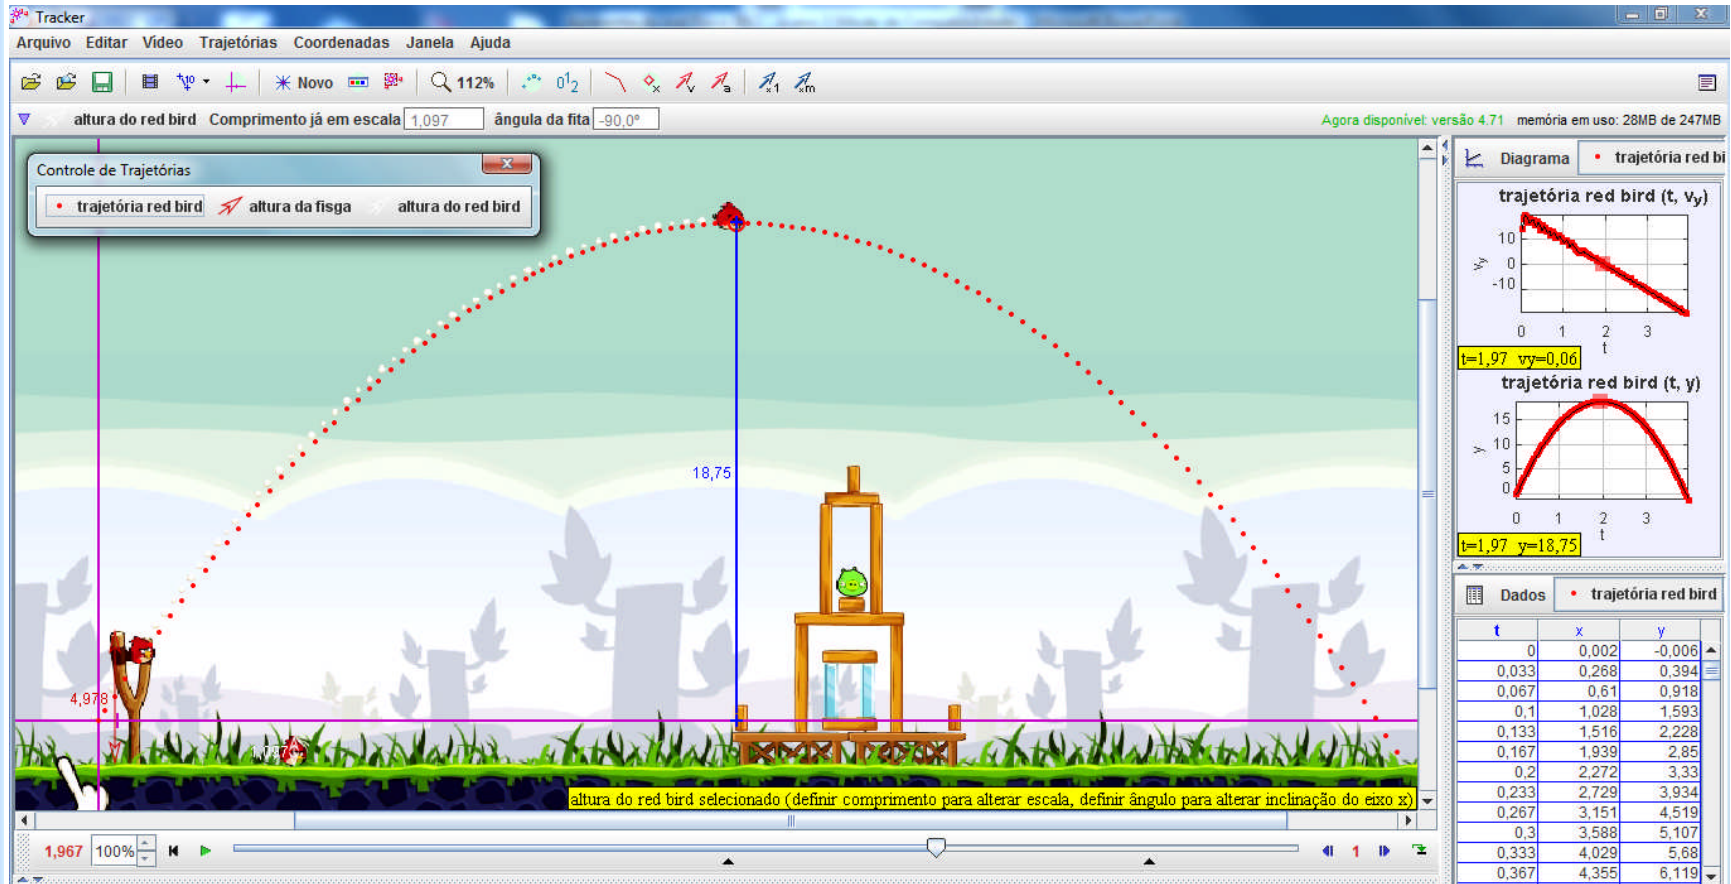 Tracker
Arquivo Editar Video Trajetórias Coordenadas Janela Ajuda
Novo 112%
altura do red bird Comprimento já em escala 1,097 ângula da fita -90,0º
Agora disponível: versão 4.71 memória em uso: 28MB de 247MB
Controle de Trajetórias
trajetória red bird altura da fisga altura do red bird
18,75
4,978
1,097
altura do red bird selecionado (definir comprimento para alterar escala, definir ângulo para alterar inclinação do eixo x)
1,967 100% 1
Diagrama trajetória red bi
trajetória red bird (t, vy)
10
0
-10
vy
0 1 2 3
t
t=1,97 vy=0,06
trajetória red bird (t, y)
15
10
5
0
y
0 1 2 3
t
t=1,97 y=18,75
Dados trajetória red bird
t x y
0 0,002 -0,006
0,033 0,268 0,394
0,067 0,61 0,918
0,1 1,028 1,593
0,133 1,516 2,228
0,167 1,939 2,85
0,2 2,272 3,33
0,233 2,729 3,934
0,267 3,151 4,519
0,3 3,588 5,107
0,333 4,029 5,68
0,367 4,355 6,119